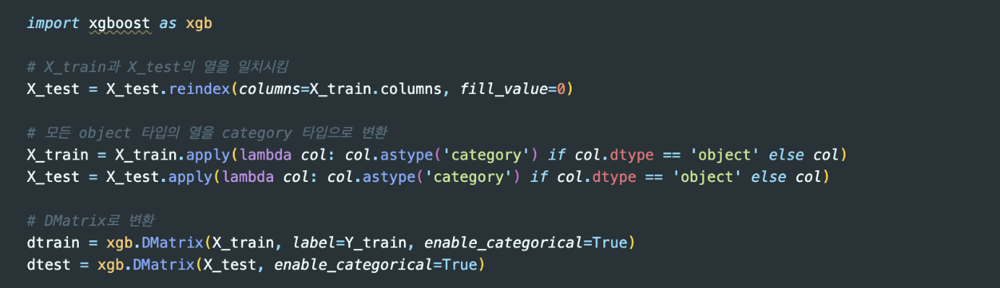 import xgboost as xgb
# X_train과 X_test의 열을 일치시킴
X_test = X_test.reindex(columns=X_train.columns, fill_value=0)
# 모든 object 타입의 열을 category 타입으로 변환
X_train = X_train.apply(lambda col: col.astype('category') if col.dtype == 'object' else col)
X_test = X_test.apply(lambda col: col.astype('category') if col.dtype == 'object' else col)
# DMatrix로 변환
dtrain = xgb.DMatrix(X_train, label=Y_train, enable_categorical=True)
dtest = xgb.DMatrix(X_test, enable_categorical=True)